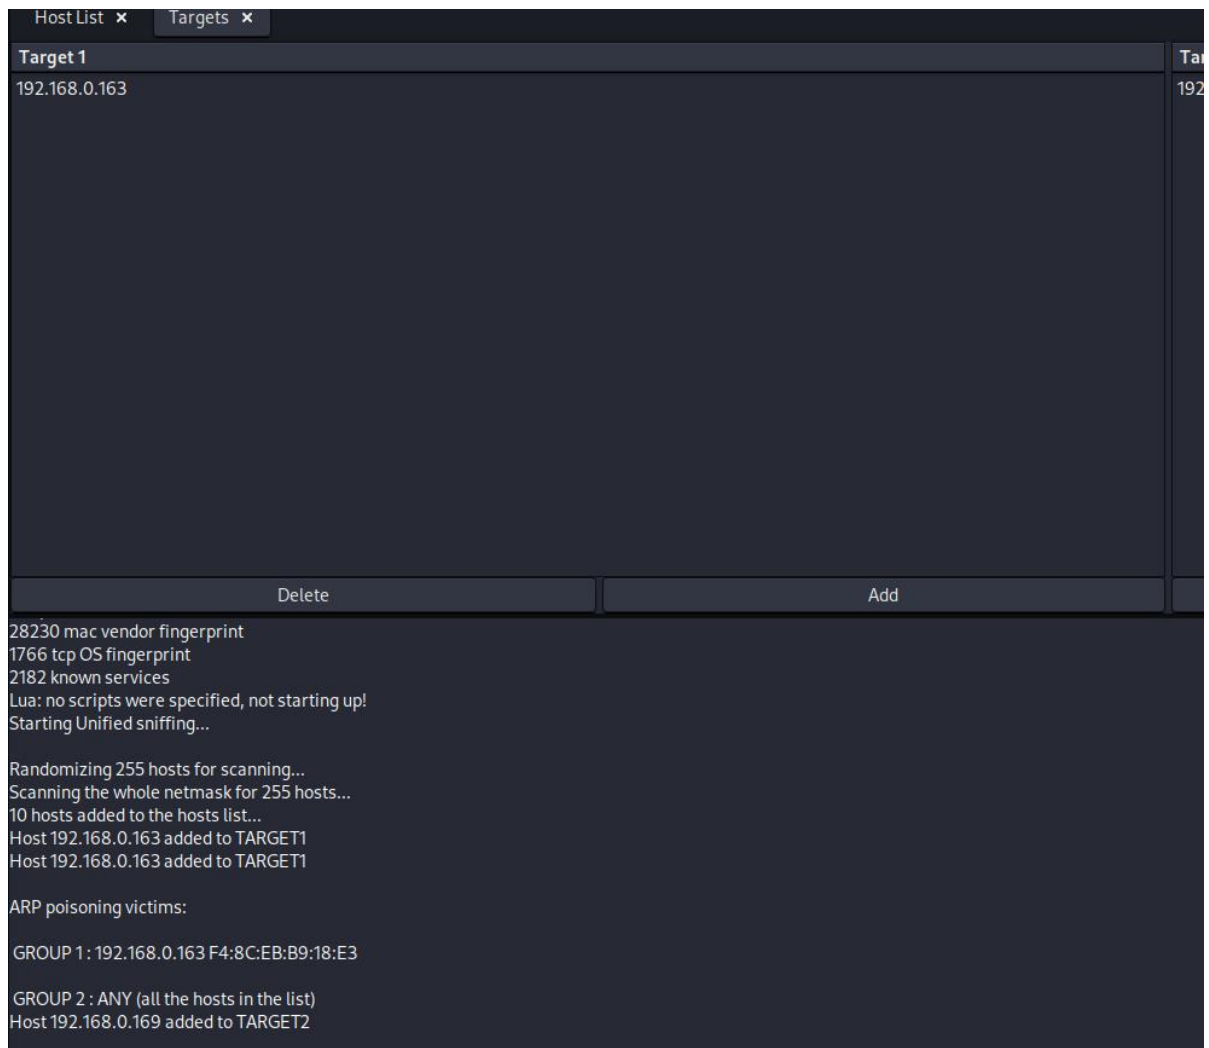 Host List × Targets ×
Target 1
192.168.0.163 192
Delete Add
28230 mac vendor fingerprint
1766 tcp OS fingerprint
2182 known services
Lua: no scripts were specified, not starting up!
Starting Unified sniffing...
Randomizing 255 hosts for scanning...
Scanning the whole netmask for 255 hosts...
10 hosts added to the hosts list...
Host 192.168.0.163 added to TARGET1
Host 192.168.0.163 added to TARGET1
ARP poisoning victims:
GROUP 1 : 192.168.0.163 F4:8C:EB:B9:18:E3
GROUP 2 : ANY (all the hosts in the list)
Host 192.168.0.169 added to TARGET2